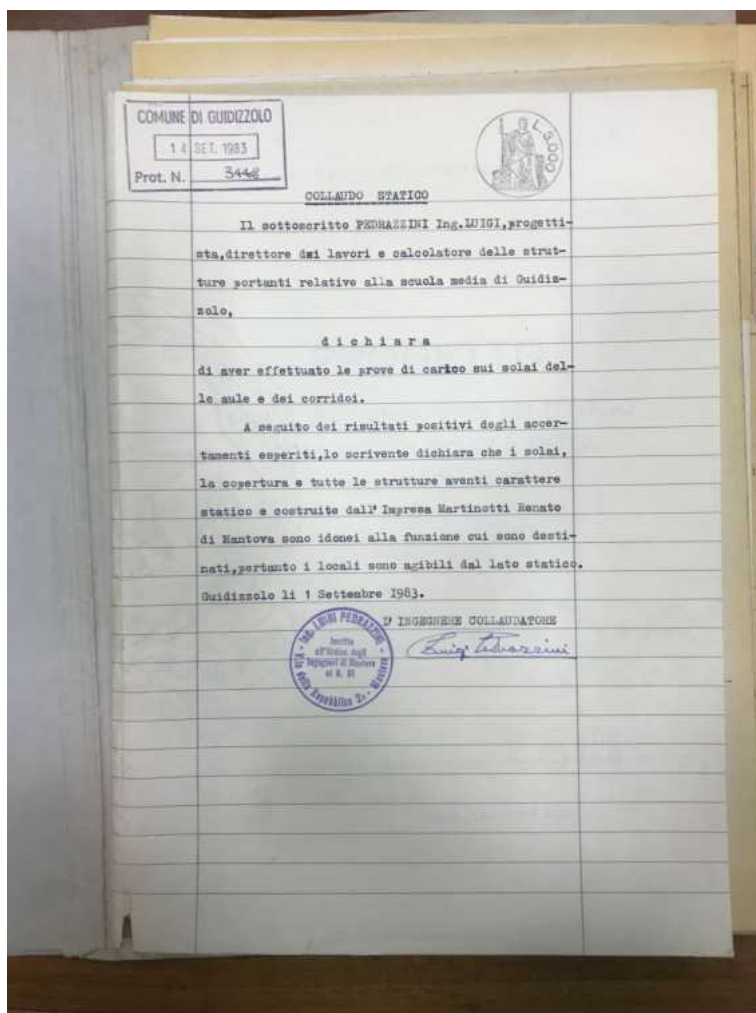 COMUNE DI GUIDIZZOLO
14 SET. 1983
Prot. N. 3448
L.3.000
COLLAUDO STATICO
Il sottoscritto PEDRAZZINI Ing.LUIGI,progetti-
sta,direttore dei lavori e calcolatore delle strut-
ture portanti relative alla scuola media di Guidiz-
zolo,
dichiara
di aver effettuato le prove di carico sui solai del-
le aule e dei corridoi.
A seguito dei risultati positivi degli accer-
tamenti esperiti,lo scrivente dichiara che i solai,
la copertura e tutte le strutture aventi carattere
statico e costruite dall' Impresa Martinotti Renato
di Mantova sono idonei alla funzione cui sono desti-
nati,pertanto i locali sono agibili dal lato statico.
Guidizzolo li 1 Settembre 1983.
L' INGEGNERE COLLAUDATORE
Ing. LUIGI PEDRAZZINI
Iscritto
all'Ordine degli
Ingegneri di Mantova
al N.
Via della Repubblica 2 - Mantova
Luigi Pedrazzini